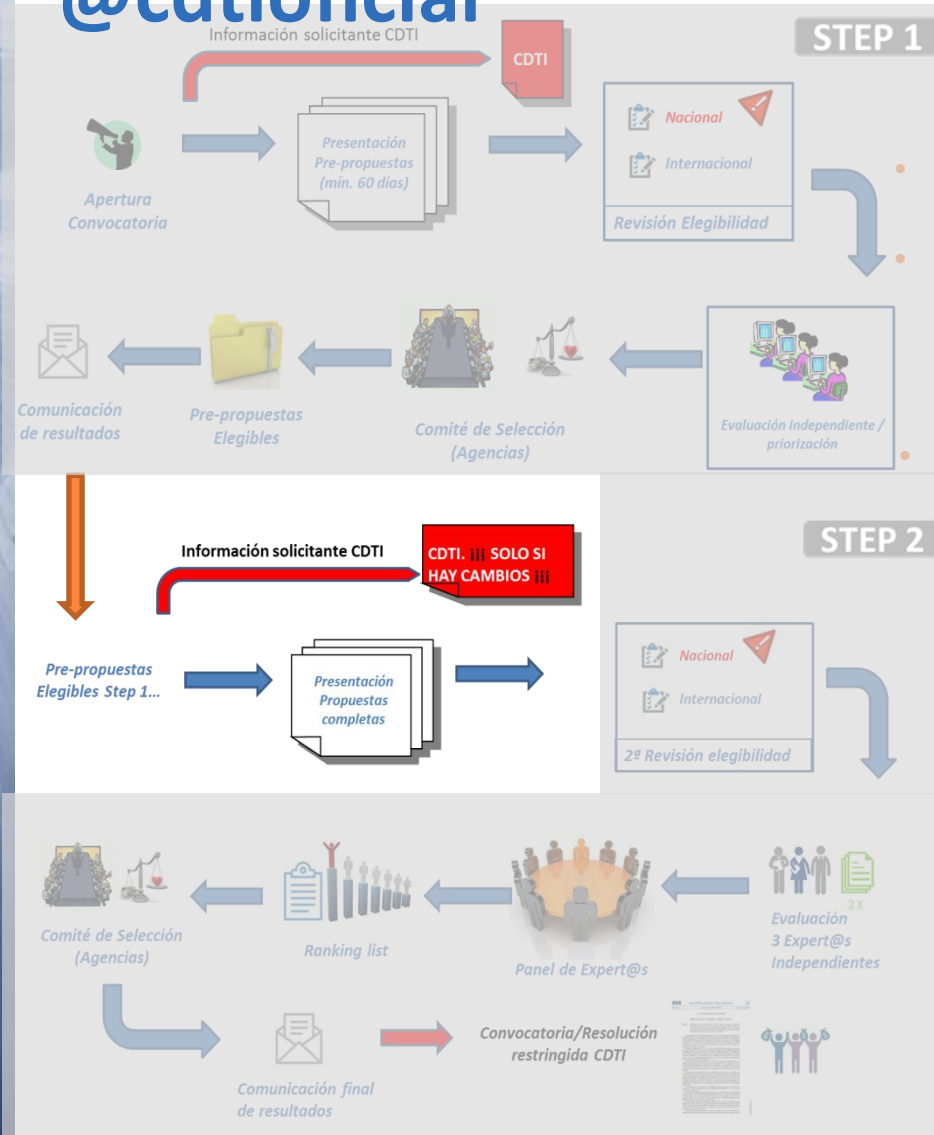 @cdtioficial
Información solicitante CDTI
STEP 1
CDTI
Presentación
Pre-propuestas
(mín. 60 días)
Nacional
Internacional
Revisión Elegibilidad
Apertura
Convocatoria
Comunicación
de resultados
Pre-propuestas
Elegibles
Comité de Selección
(Agencias)
Evaluación independiente /
priorización
STEP 2
Información solicitante CDTI
CDTI. ¡¡¡ SOLO SI
HAY CAMBIOS ¡¡¡
Pre-propuestas
Elegibles Step 1...
Presentación
Propuestas
completas
Nacional
Internacional
2ª Revisión elegibilidad
Comité de Selección
(Agencias)
Ranking list
Panel de Expert@s
3 X
Evaluación
3 Expert@s
Independientes
Comunicación final
de resultados
Convocatoria/Resolución
restringida CDTI